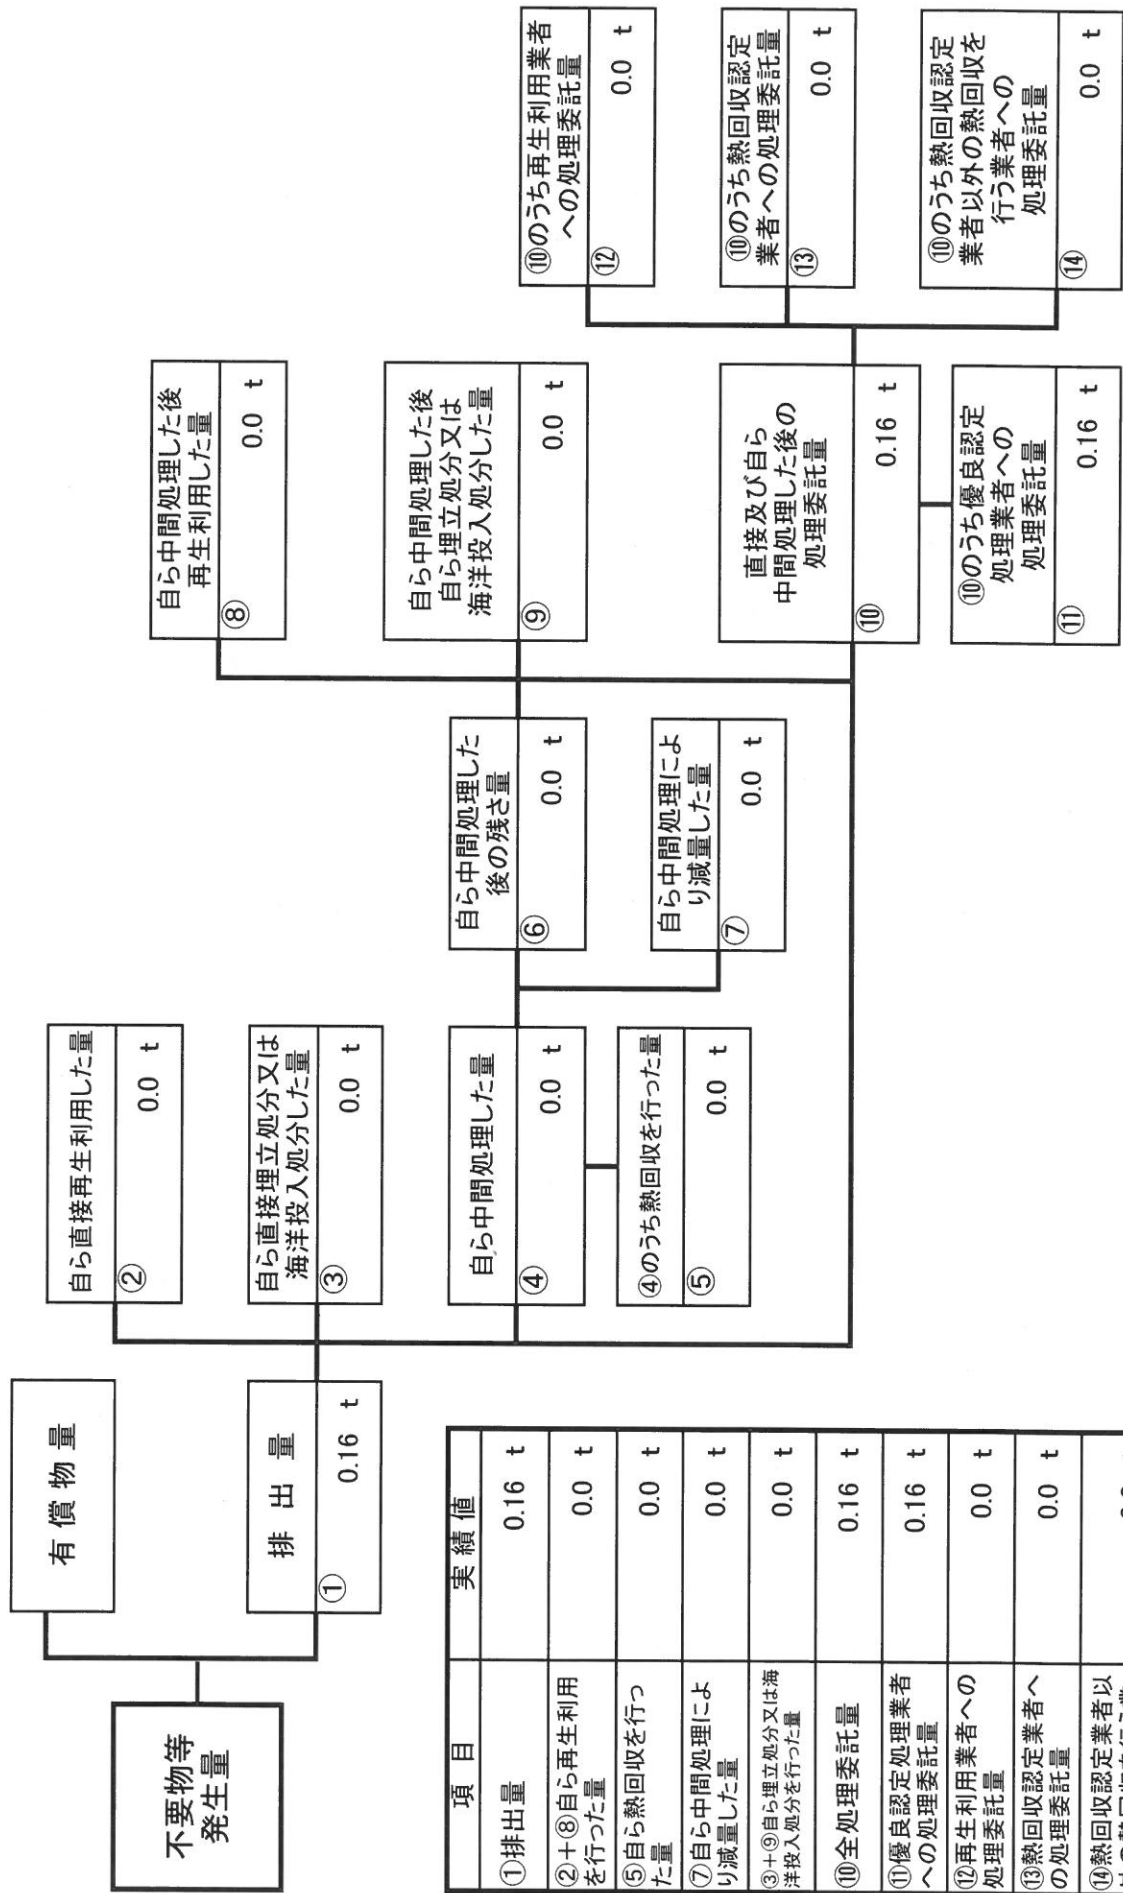 不要物等
発生量
有償物量
排出量
① 0.16 t
自ら直接再生利用した量
② 0.0 t
自ら直接埋立処分又は
海洋投入処分した量
③ 0.0 t
自ら中間処理した量
④ 0.0 t
④のうち熱回収を行った量
⑤ 0.0 t
自ら中間処理した
後の残さ量
⑥ 0.0 t
自ら中間処理によ
り減量した量
⑦ 0.0 t
自ら中間処理した後
再生利用した量
⑧ 0.0 t
自ら中間処理した後
自ら埋立処分又は
海洋投入処分した量
⑨ 0.0 t
直接及び自ら
中間処理した後の
処理委託量
⑩ 0.16 t
⑩のうち優良認定
処理業者への
処理委託量
⑪ 0.16 t
⑩のうち再生利用業者
への処理委託量
⑫ 0.0 t
⑩のうち熱回収認定
業者への処理委託量
⑬ 0.0 t
⑩のうち熱回収認定
業者以外の熱回収を
行う業者への
処理委託量
⑭ 0.0 t
項目 実績値
①排出量 0.16 t
②+⑧自ら再生利用
を行った量 0.0 t
⑤自ら熱回収を行っ
た量 0.0 t
⑦自ら中間処理によ
り減量した量 0.0 t
③+⑨自ら埋立処分又は海
洋投入処分を行った量 0.0 t
⑩全処理委託量 0.16 t
⑪優良認定処理業者
への処理委託量 0.16 t
⑫再生利用業者への
処理委託量 0.0 t
⑬熱回収認定業者へ
の処理委託量 0.0 t
⑭熱回収認定業者以